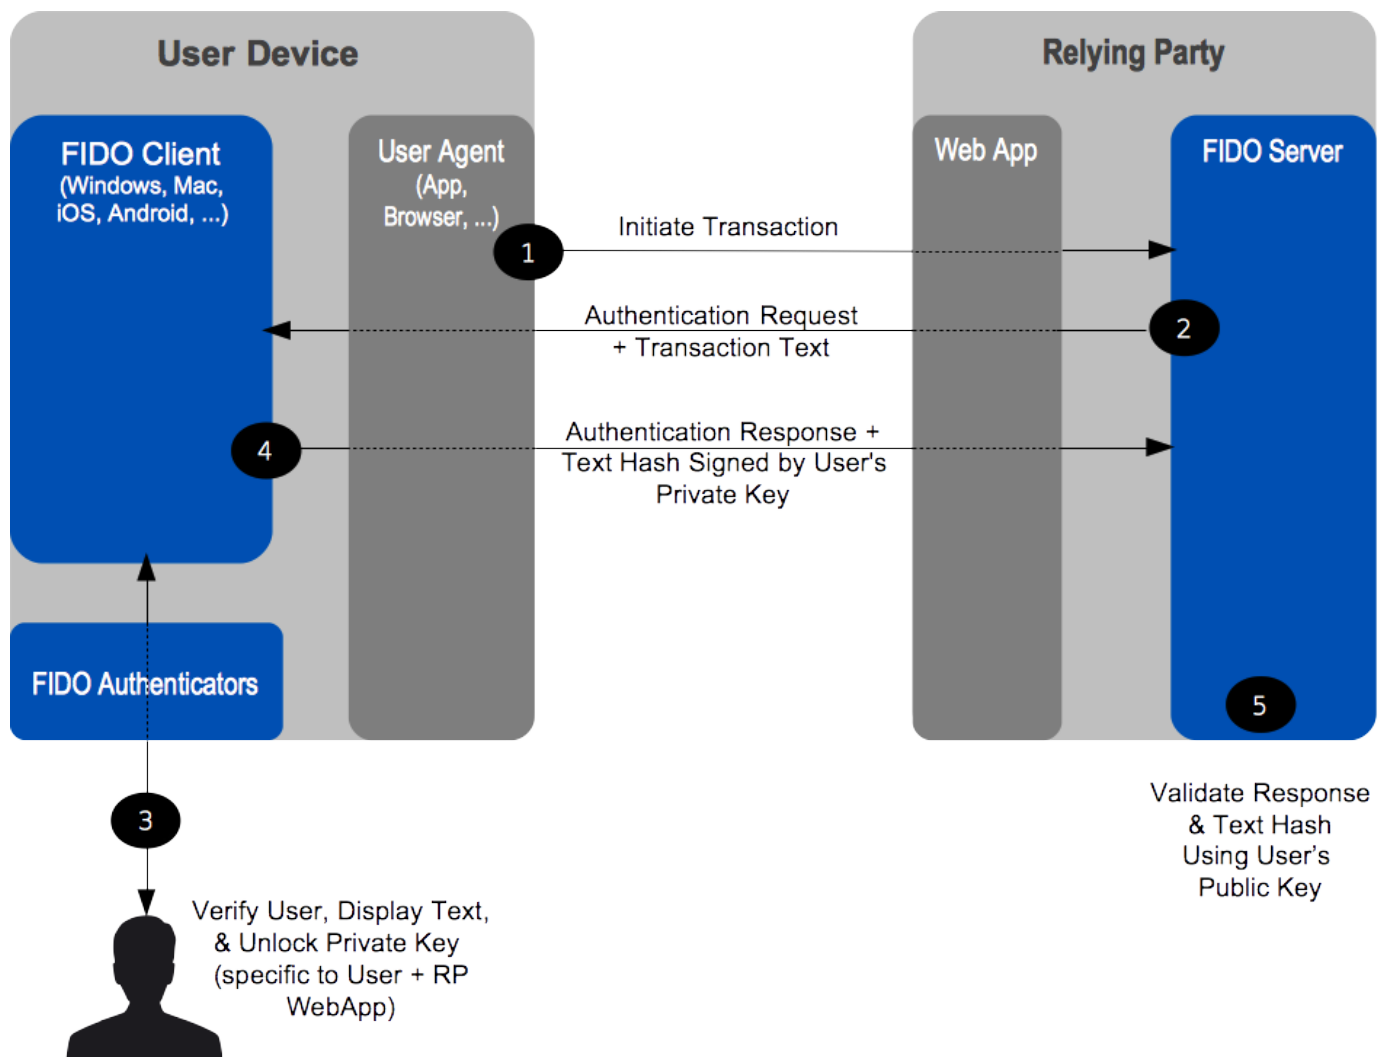 User Device
Relying Party
FIDO Client
(Windows, Mac,
iOS, Android, ...)
User Agent
(App,
Browser, ...)
Web App
FIDO Server
1
Initiate Transaction
2
Authentication Request
+ Transaction Text
4
Authentication Response +
Text Hash Signed by User's
Private Key
FIDO Authenticators
5
Validate Response
& Text Hash
Using User’s
Public Key
3
Verify User, Display Text,
& Unlock Private Key
(specific to User + RP
WebApp)